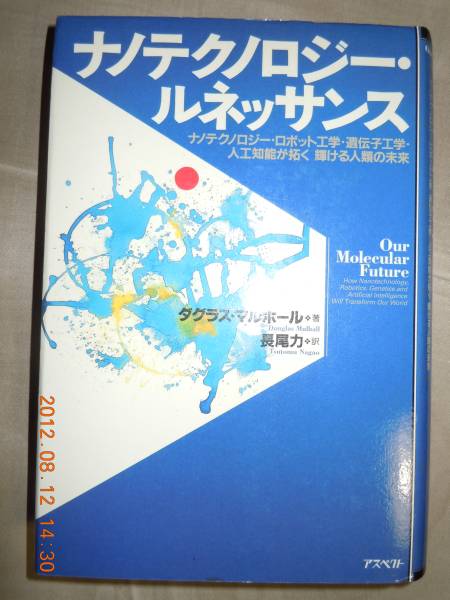 ナノテクノロジー・
ルネッサンス
ナノテクノロジー・ロボット工学・遺伝子工学・
人工知能が拓く 輝ける人類の未来
Our
Molecular
Future
How Nanotechnology,
Robotics, Genetics and
Artificial Intelligence
Will Transform Our World
ダグラス・マルホール❖著
Douglas Mulhall
長尾力❖訳
Tsutomu Nagao
アスペクト
2012.08.12 14:30